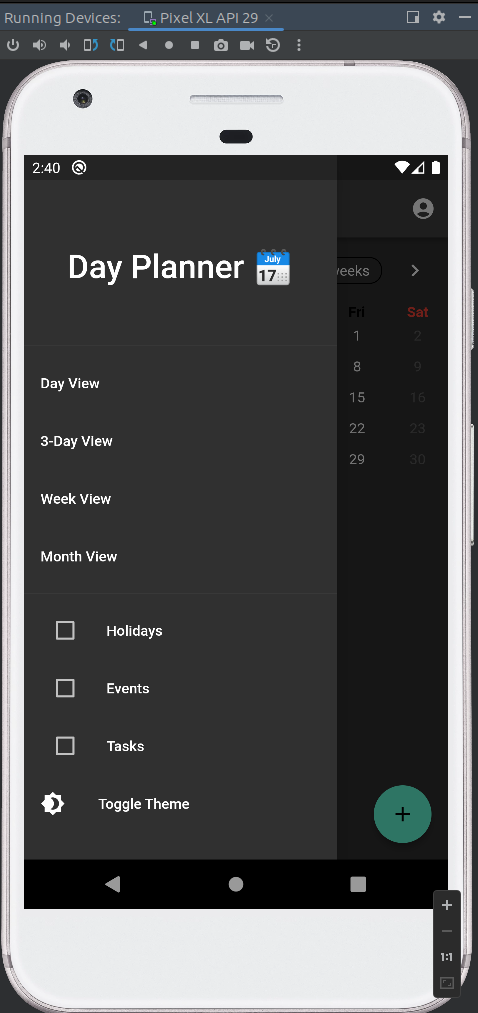 Running Devices: Pixel XL API 29
2:40
Day Planner
July
17
weeks
Fri Sat
1 2
8 9
15 16
22 23
29 30
Day View
3-Day View
Week View
Month View
Holidays
Events
Tasks
Toggle Theme
+
+
1:1